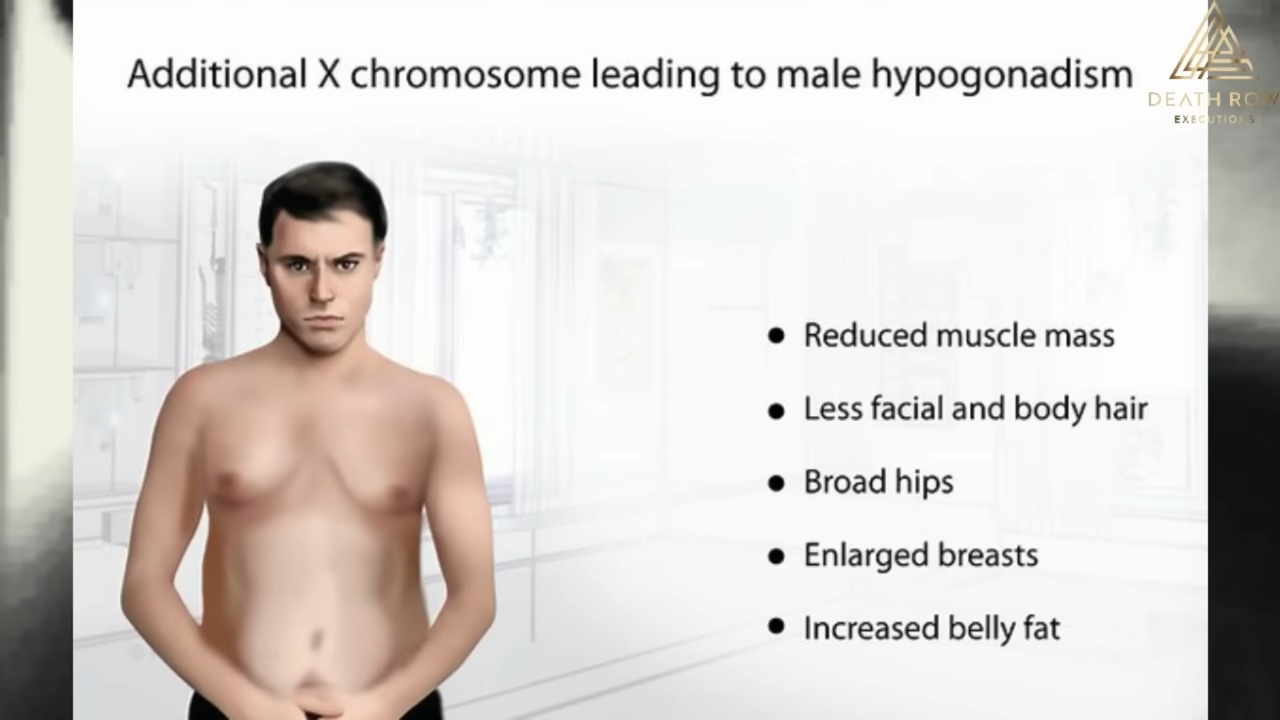 Additional X chromosome leading to male hypogonadism
DEATH ROW
EXECUTIONS
Reduced muscle mass
Less facial and body hair
Broad hips
Enlarged breasts
Increased belly fat